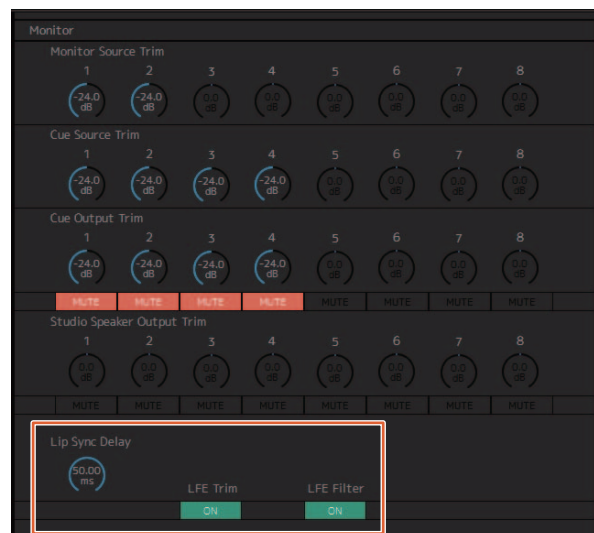 Monitor
Monitor Source Trim
1 2 3 4 5 6 7 8
-24.0 dB -24.0 dB 0.0 dB 0.0 dB 0.0 dB 0.0 dB 0.0 dB 0.0 dB
Cue Source Trim
1 2 3 4 5 6 7 8
-24.0 dB -24.0 dB -24.0 dB -24.0 dB 0.0 dB 0.0 dB 0.0 dB 0.0 dB
Cue Output Trim
1 2 3 4 5 6 7 8
-24.0 dB -24.0 dB -24.0 dB -24.0 dB 0.0 dB 0.0 dB 0.0 dB 0.0 dB
MUTE MUTE MUTE MUTE MUTE MUTE MUTE MUTE
Studio Speaker Output Trim
1 2 3 4 5 6 7 8
0.0 dB 0.0 dB 0.0 dB 0.0 dB 0.0 dB 0.0 dB 0.0 dB 0.0 dB
MUTE MUTE MUTE MUTE MUTE MUTE MUTE MUTE
Lip Sync Delay
50.00 ms
LFE Trim LFE Filter
ON ON